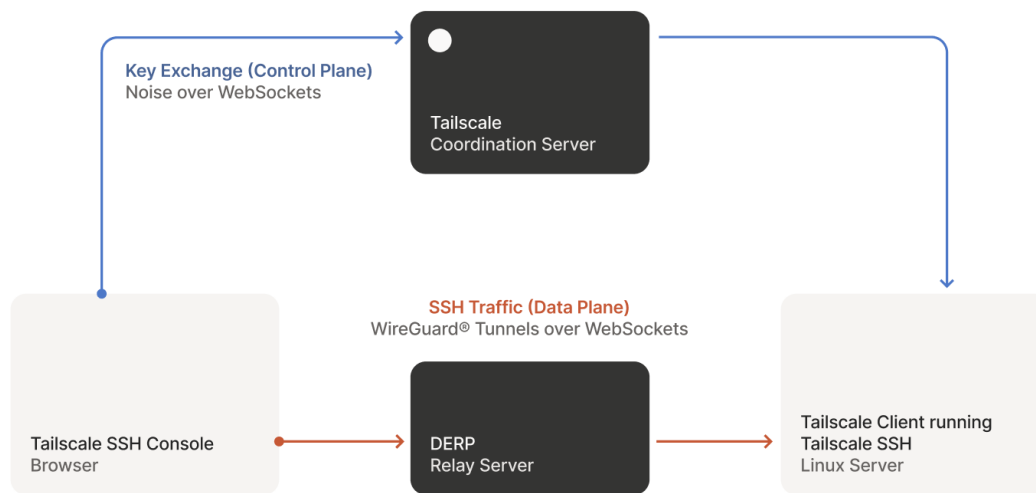 Key Exchange (Control Plane)
Noise over WebSockets
Tailscale
Coordination Server
SSH Traffic (Data Plane)
WireGuard® Tunnels over WebSockets
Tailscale SSH Console
Browser
DERP
Relay Server
Tailscale Client running
Tailscale SSH
Linux Server